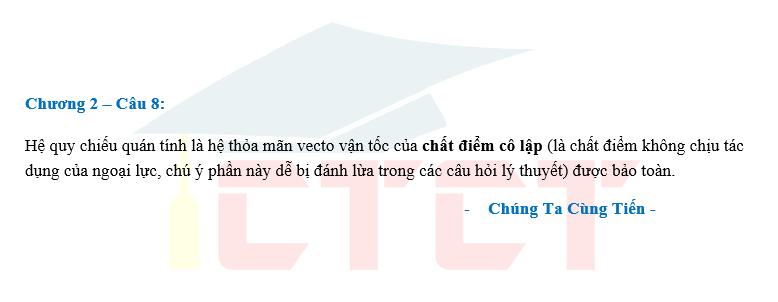 Chương 2 – Câu 8:
Hệ quy chiếu quán tính là hệ thỏa mãn vecto vận tốc của chất điểm cô lập (là chất điểm không chịu tác
dụng của ngoại lực, chú ý phần này dễ bị đánh lừa trong các câu hỏi lý thuyết) được bảo toàn.
- Chúng Ta Cùng Tiến -
CTCT